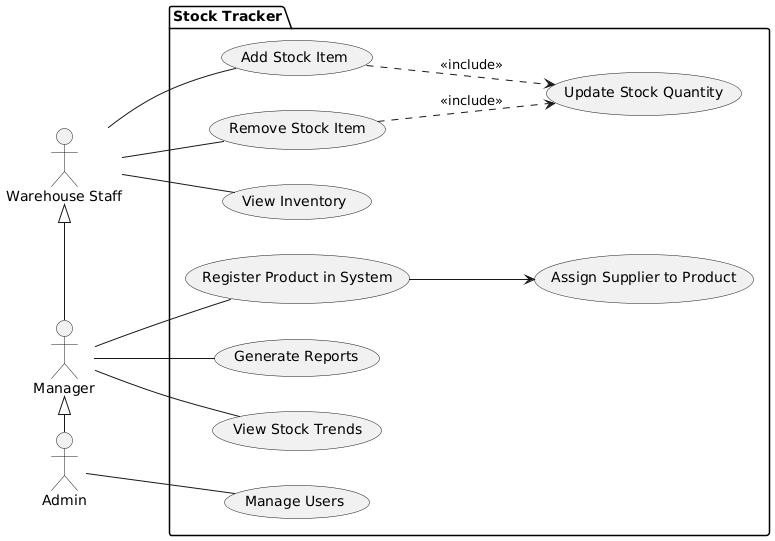 Stock Tracker
Add Stock Item
«include»
Update Stock Quantity
«include»
Remove Stock Item
Warehouse Staff
View Inventory
Register Product in System
Assign Supplier to Product
Generate Reports
Manager
View Stock Trends
Admin
Manage Users